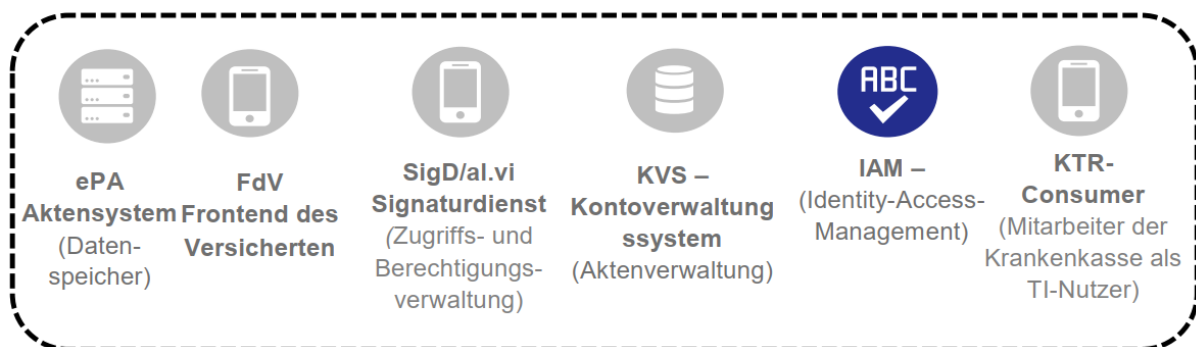 ABC
ePA
Aktensystem
(Daten-
speicher)
FdV
Frontend des
Versicherten
SigD/al.vi
Signaturdienst
(Zugriffs- und
Berechtigungs-
verwaltung)
KVS –
Kontoverwaltung
ssystem
(Aktenverwaltung)
IAM –
(Identity-Access-
Management)
KTR-
Consumer
(Mitarbeiter der
Krankenkasse als
TI-Nutzer)